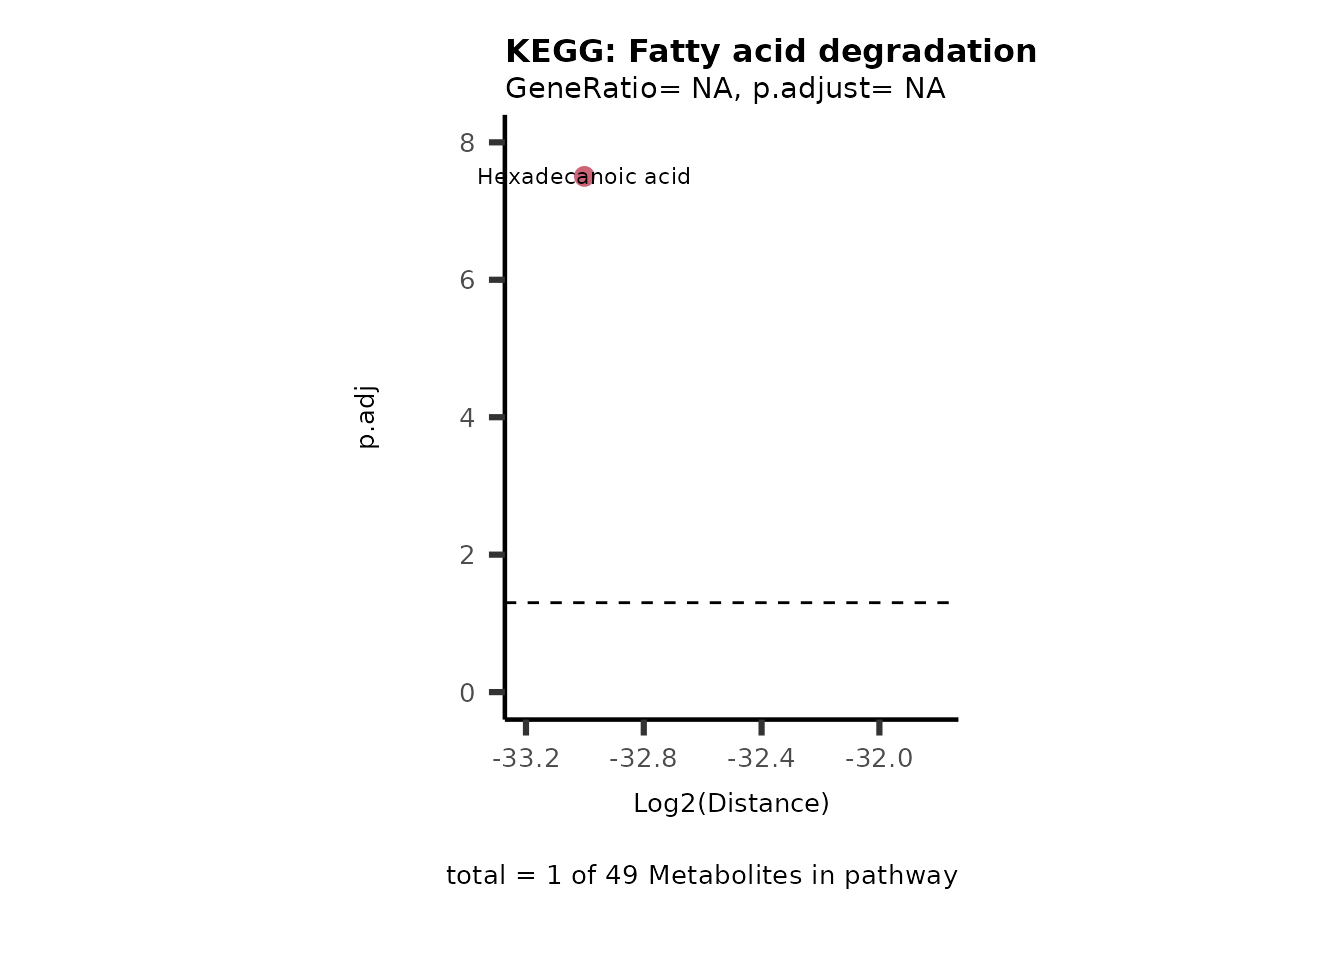 KEGG: Fatty acid degradation
GeneRatio= NA, p.adjust= NA
8
Hexadecanoic acid
6
p.adj
4
2
0
-33.2 -32.8 -32.4 -32.0
Log2(Distance)
total = 1 of 49 Metabolites in pathway